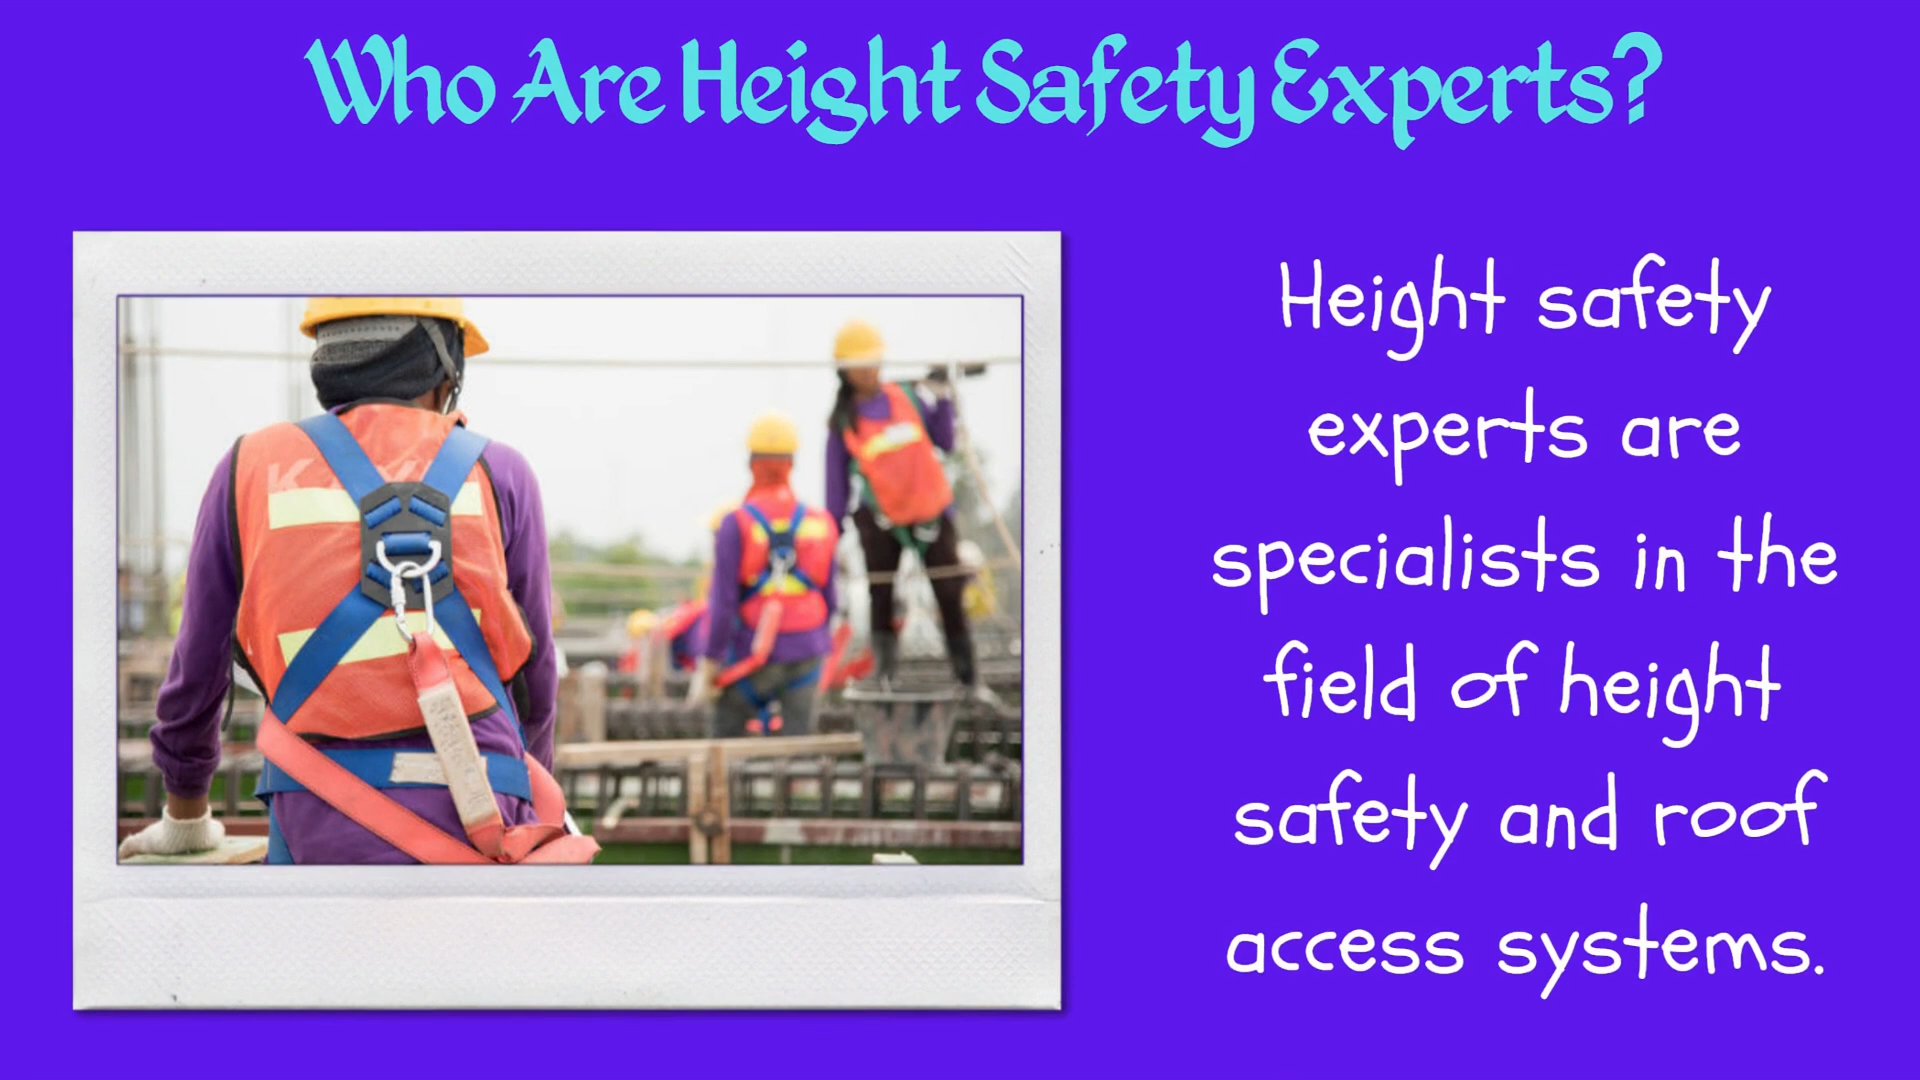 Who Are Height Safety Experts?
Height safety
experts are
specialists in the
field of height
safety and roof
access systems.